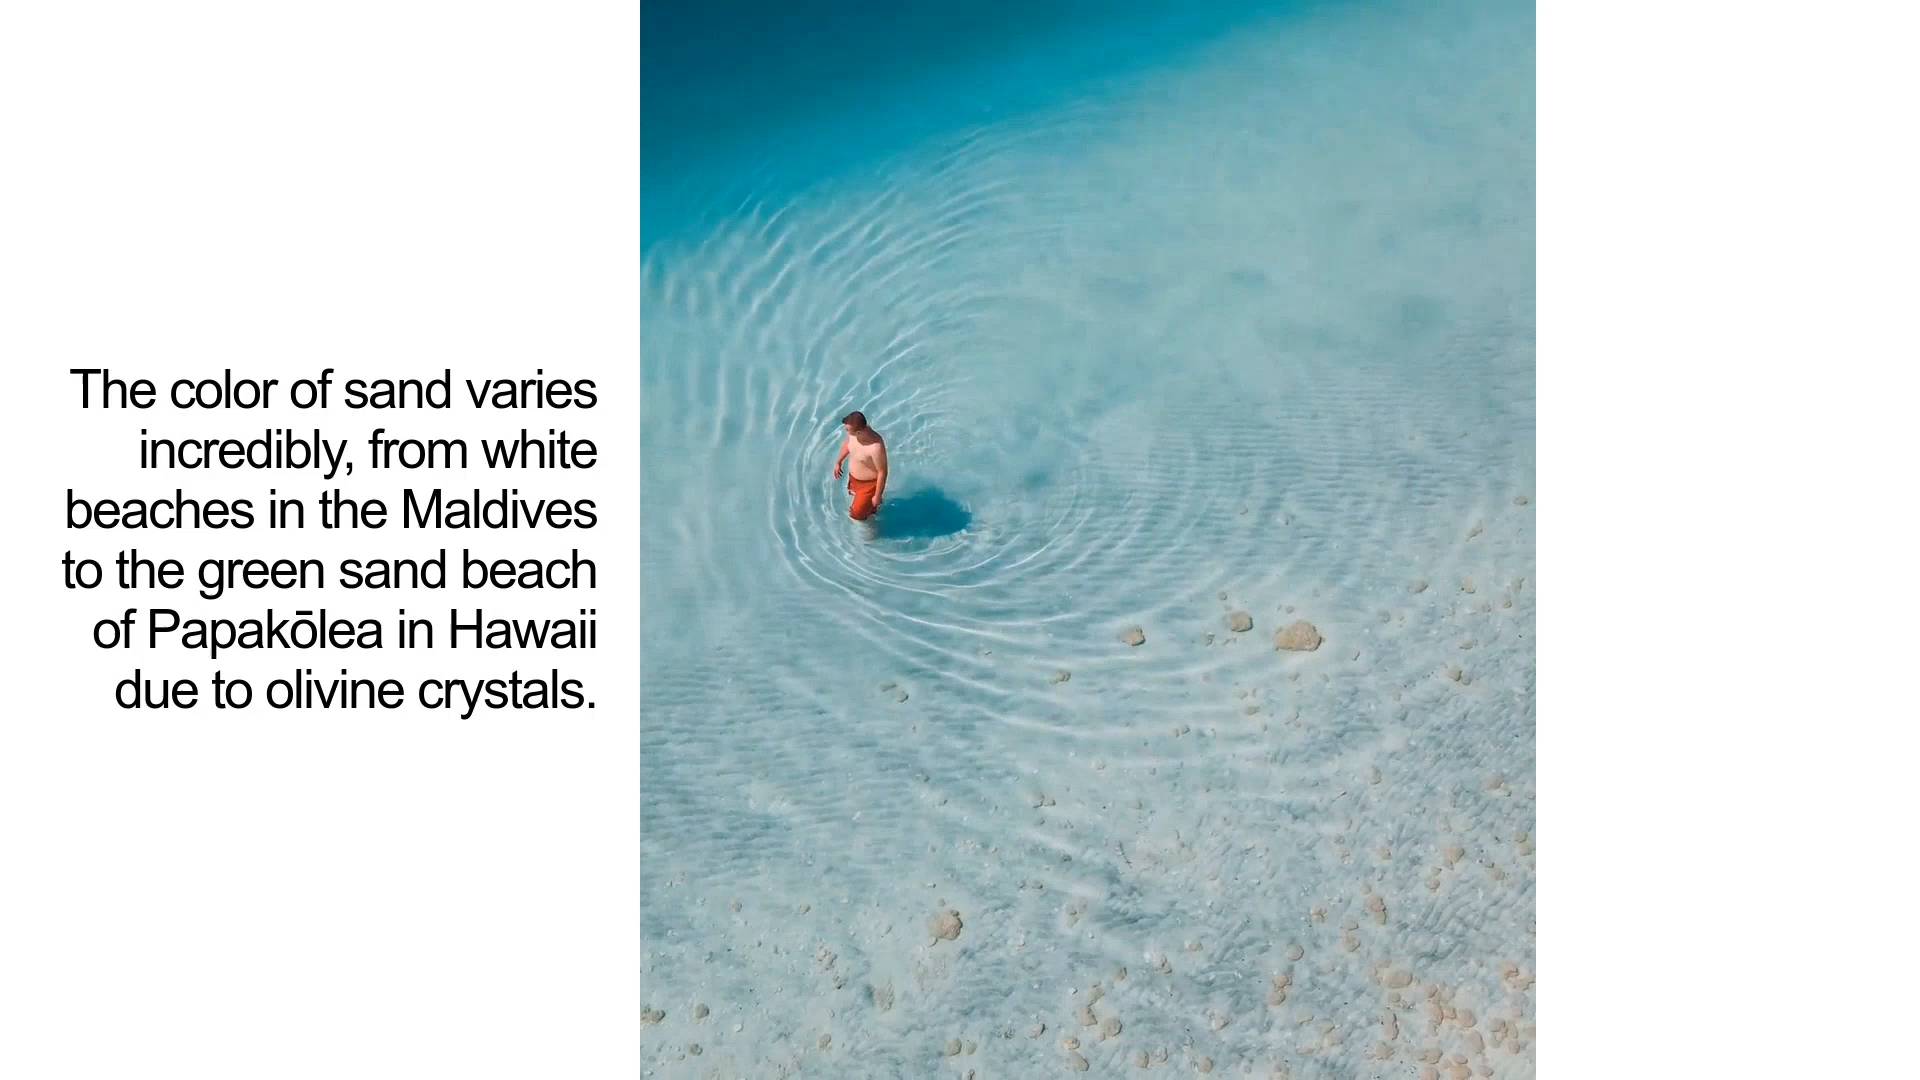 The color of sand varies
incredibly, from white
beaches in the Maldives
to the green sand beach
of Papakōlea in Hawaii
due to olivine crystals.